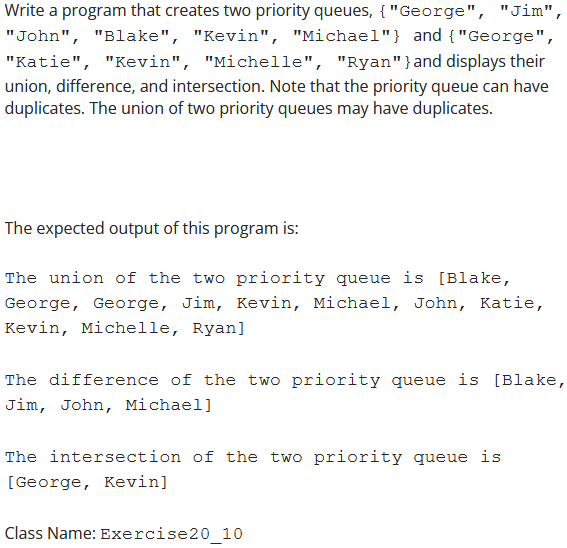 Write a program that creates two priority queues, {"George", "Jim",
"John", "Blake", "Kevin", "Michael"} and {"George",
"Katie", "Kevin", "Michelle", "Ryan"}and displays their
union, difference, and intersection. Note that the priority queue can have
duplicates. The union of two priority queues may have duplicates.
The expected output of this program is:
The union of the two priority queue is [Blake,
George, George, Jim, Kevin, Michael, John, Katie,
Kevin, Michelle, Ryan]
The difference of the two priority queue is [Blake,
Jim, John, Michael]
The intersection of the two priority queue is
[George, Kevin]
Class Name: Exercise20_10